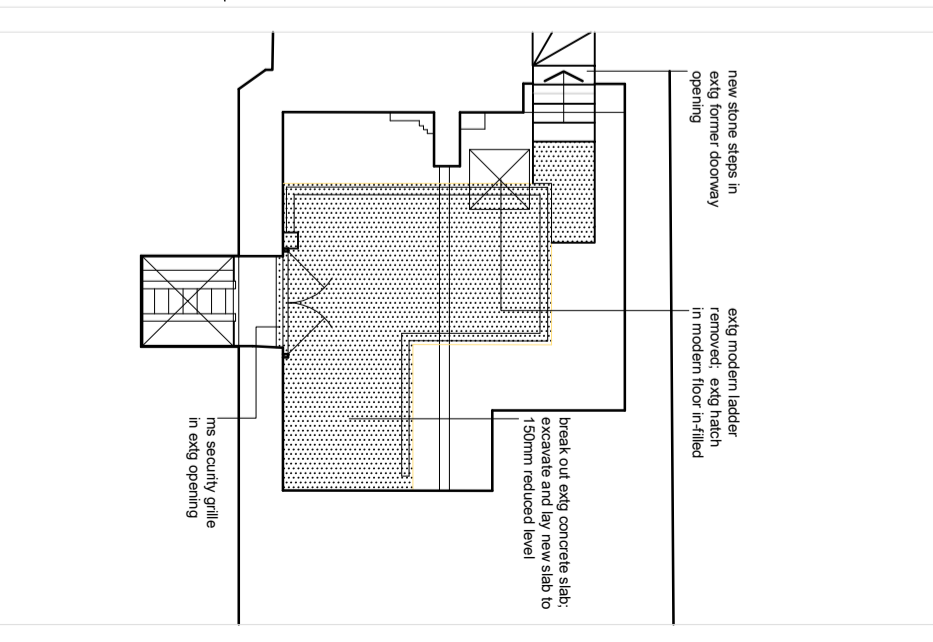 new stone steps in
extg former doorway
opening
extg modern ladder
removed; extg hatch
in modern floor in-filled
break out extg concrete slab;
excavate and lay new slab to
150mm reduced level
ms security grille
in extg opening